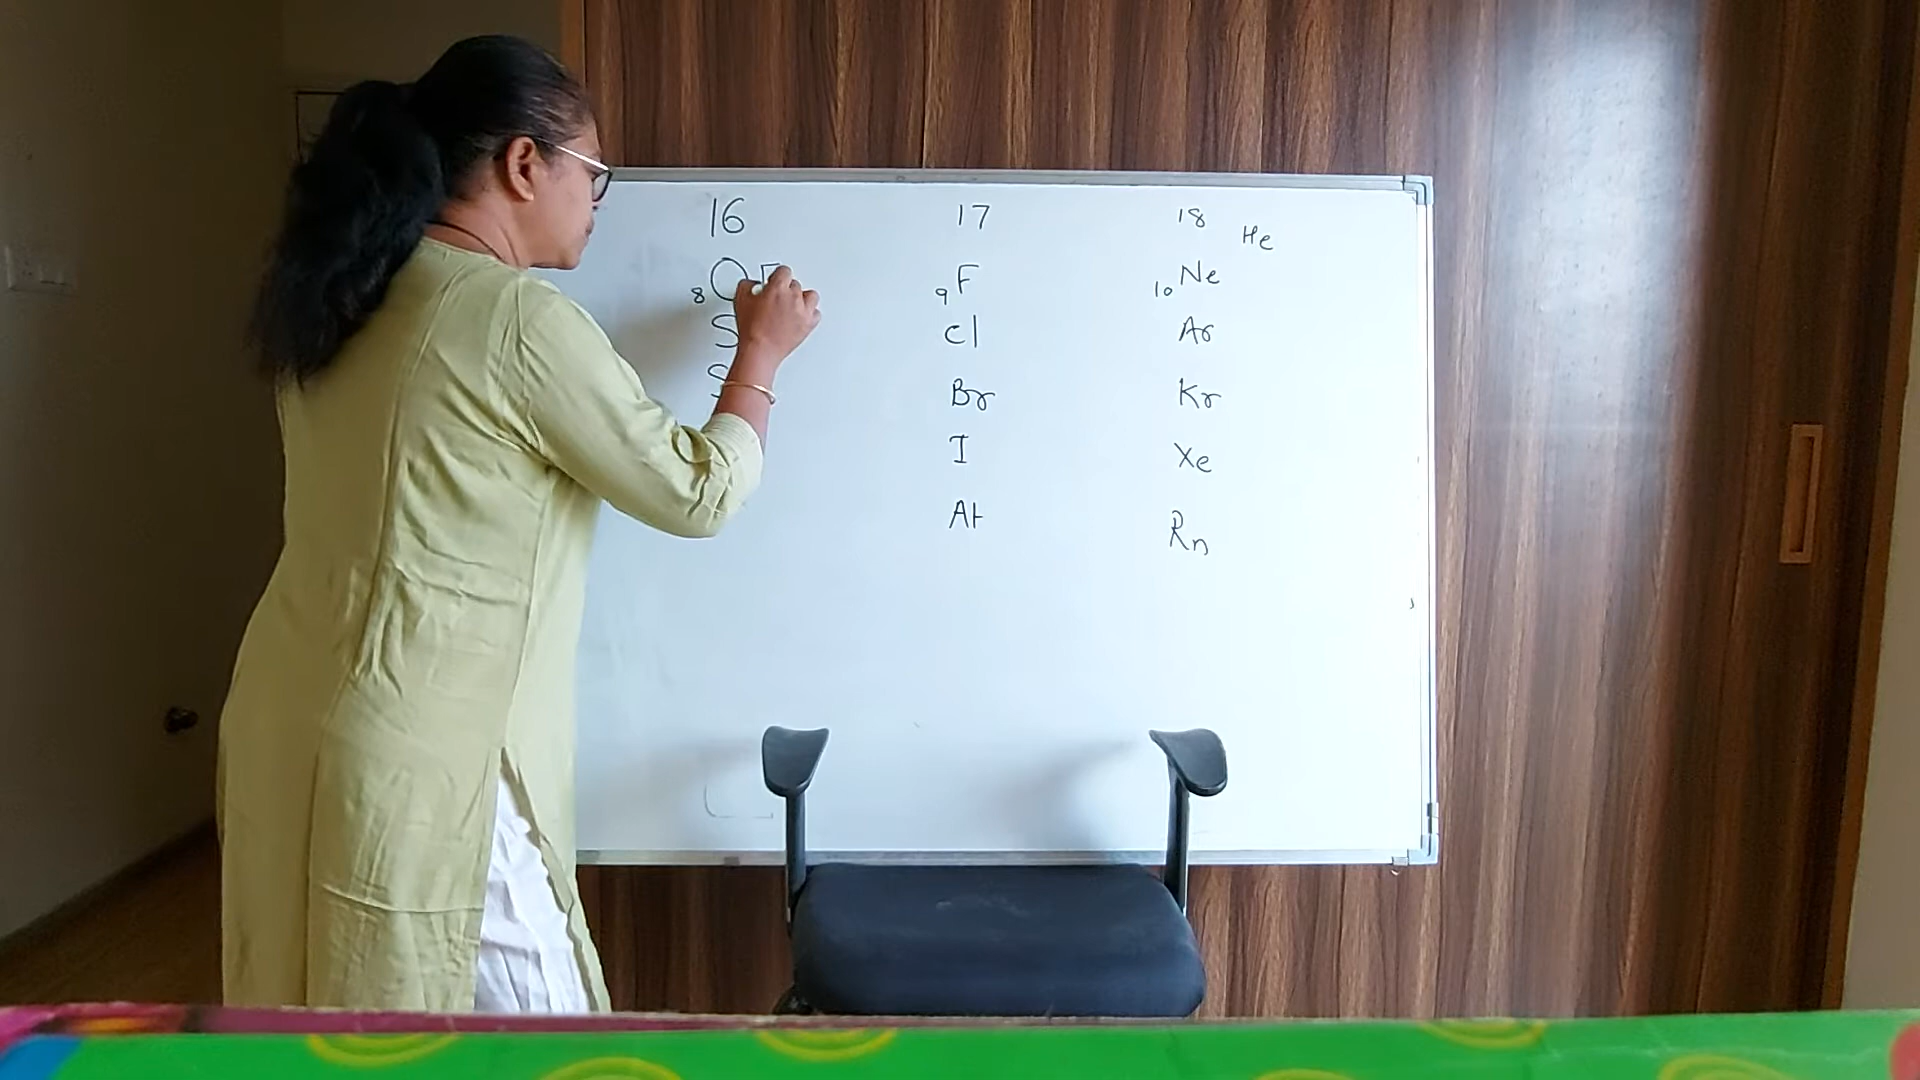 16 17 18 He
8 O 9 F 10 Ne
S Cl Ar
Br Kr
I Xe
At Rn